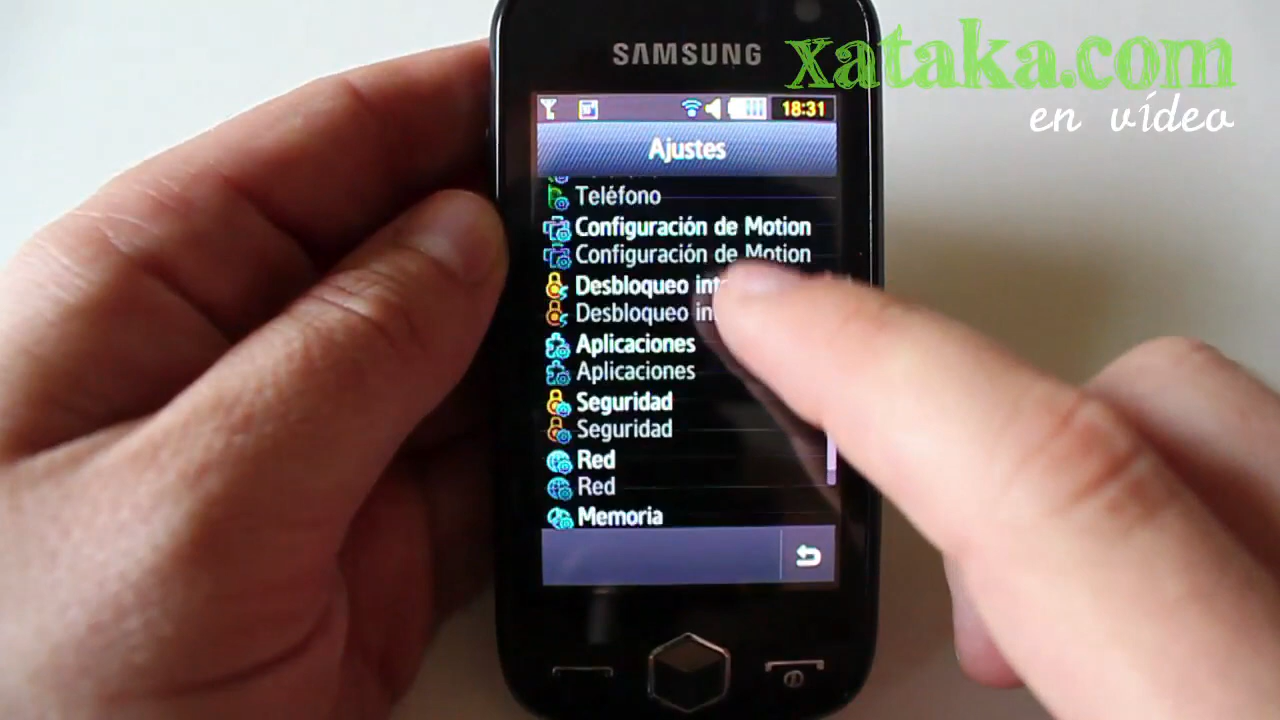 SAMSUNG
xataka.com
en vídeo
18:31
Ajustes
Teléfono
Configuración de Motion
Configuración de Motion
Desbloqueo
Desbloqueo
Aplicaciones
Aplicaciones
Seguridad
Seguridad
Red
Red
Memoria